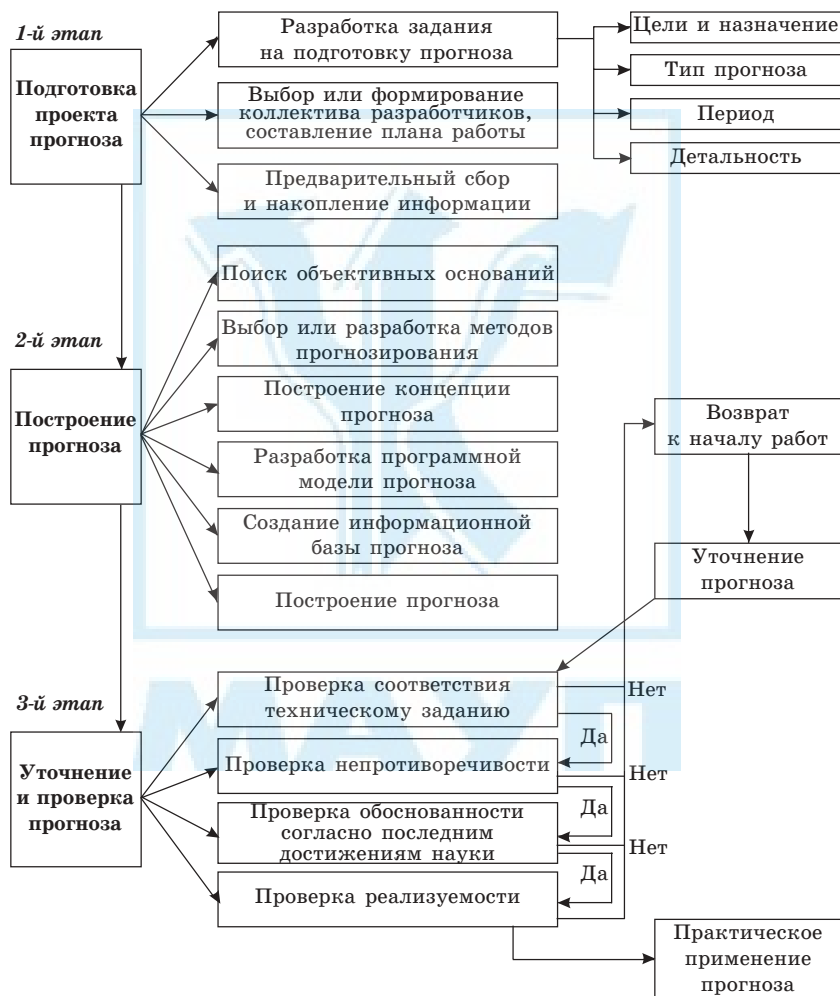 1-й этап
Подготовка
проекта
прогноза
Разработка задания
на подготовку прогноза
Цели и назначение
Тип прогноза
Период
Детальность
Выбор или формирование
коллектива разработчиков,
составление плана работы
Предварительный сбор
и накопление информации
2-й этап
Построение
прогноза
Поиск объективных оснований
Выбор или разработка методов
прогнозирования
Построение концепции
прогноза
Разработка программной
модели прогноза
Создание информационной
базы прогноза
Построение прогноза
Возврат
к началу работ
Уточнение
прогноза
3-й этап
Уточнение
и проверка
прогноза
Проверка соответствия
техническому заданию
Нет
Да
Проверка непротиворечивости
Нет
Да
Проверка обоснованности
согласно последним
достижениям науки
Нет
Да
Проверка реализуемости
Практическое
применение
прогноза
МАУП